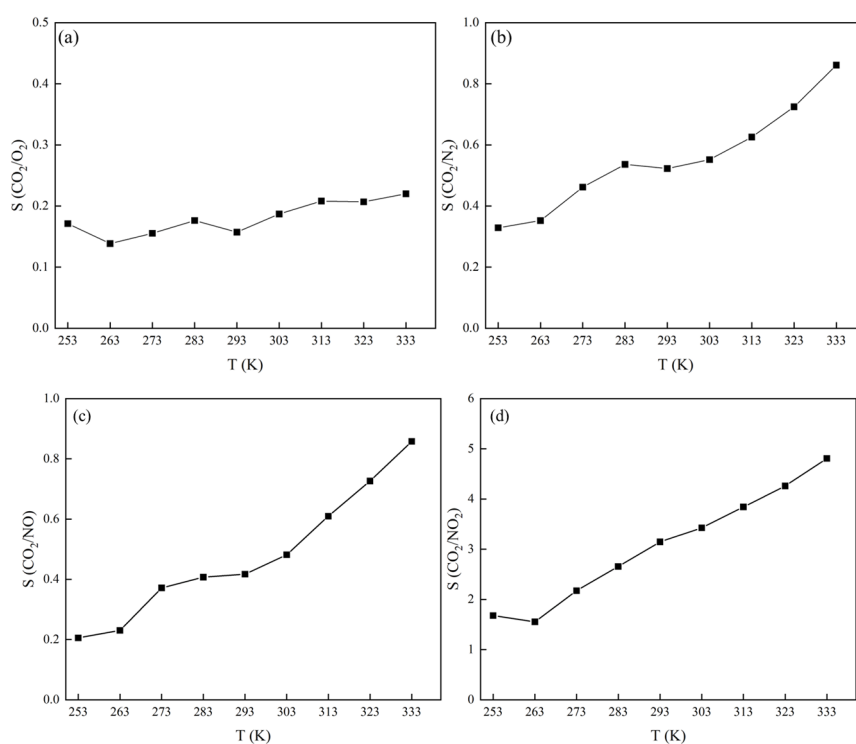 (a)
S (CO₂/O₂)
0.5
0.4
0.3
0.2
0.1
0.0
253 263 273 283 293 303 313 323 333
T (K)
(b)
S (CO₂/N₂)
1.0
0.8
0.6
0.4
0.2
0.0
253 263 273 283 293 303 313 323 333
T (K)
(c)
S (CO₂/NO)
1.0
0.8
0.6
0.4
0.2
0.0
253 263 273 283 293 303 313 323 333
T (K)
(d)
S (CO₂/NO₂)
6
5
4
3
2
1
0
253 263 273 283 293 303 313 323 333
T (K)